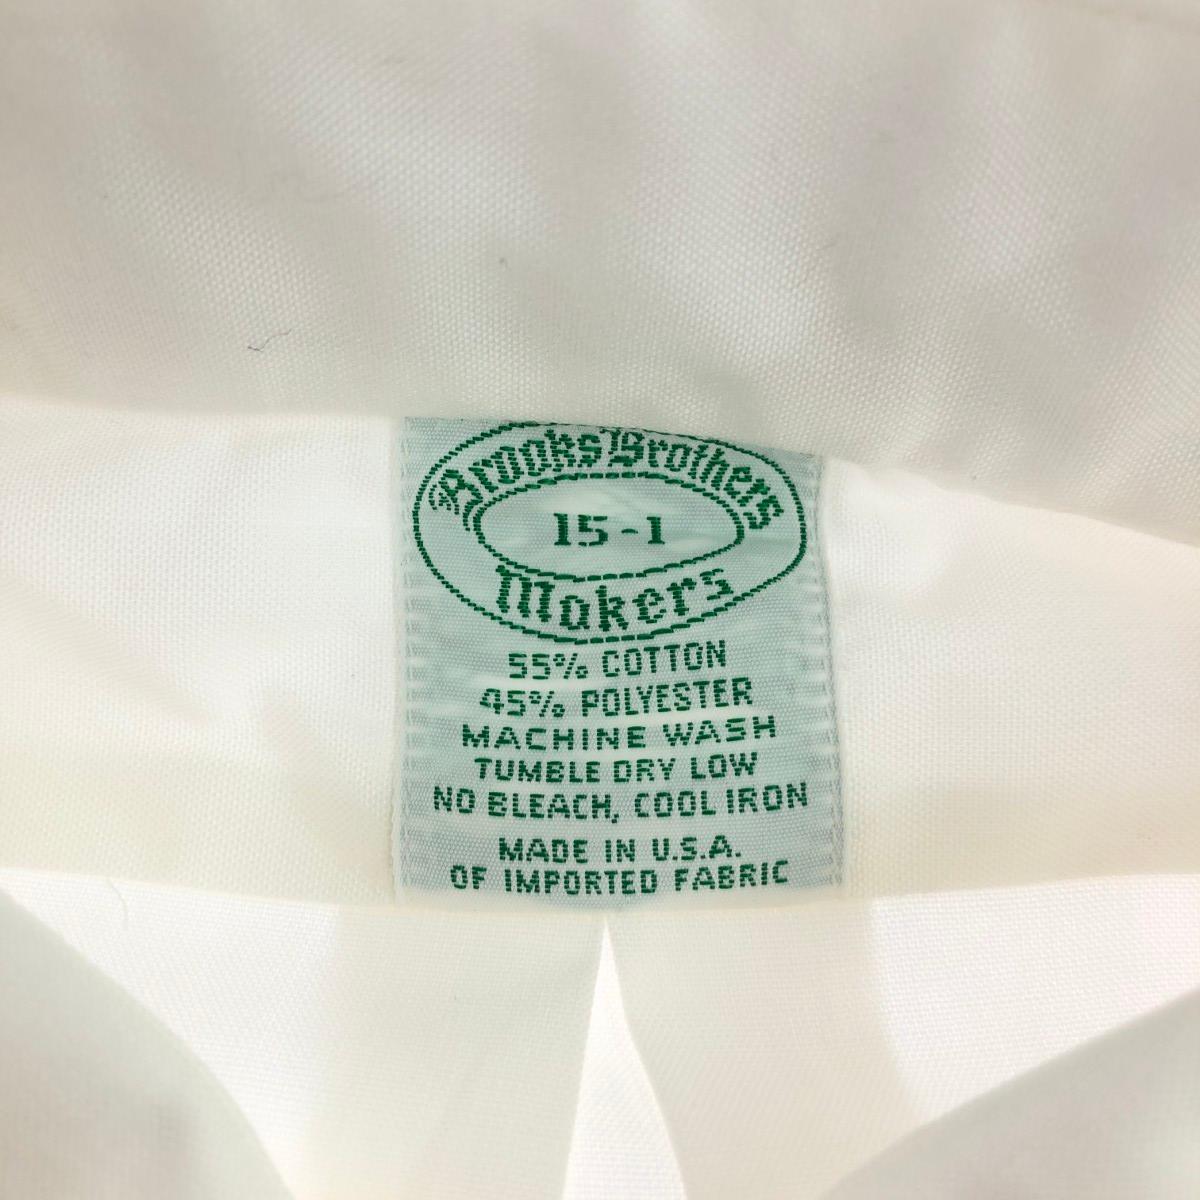 Brooks Brothers
15-1
Makers
55% COTTON
45% POLYESTER
MACHINE WASH
TUMBLE DRY LOW
NO BLEACH, COOL IRON
MADE IN U.S.A.
OF IMPORTED FABRIC